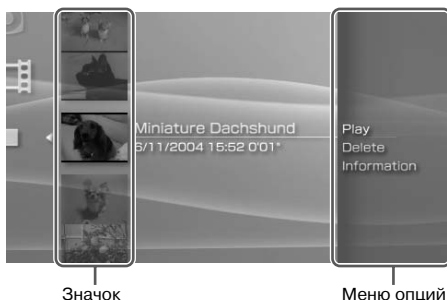 Miniature Dachshund
6/11/2004 15:52 0'01"
Play
Delete
Information
Значок
Меню опций